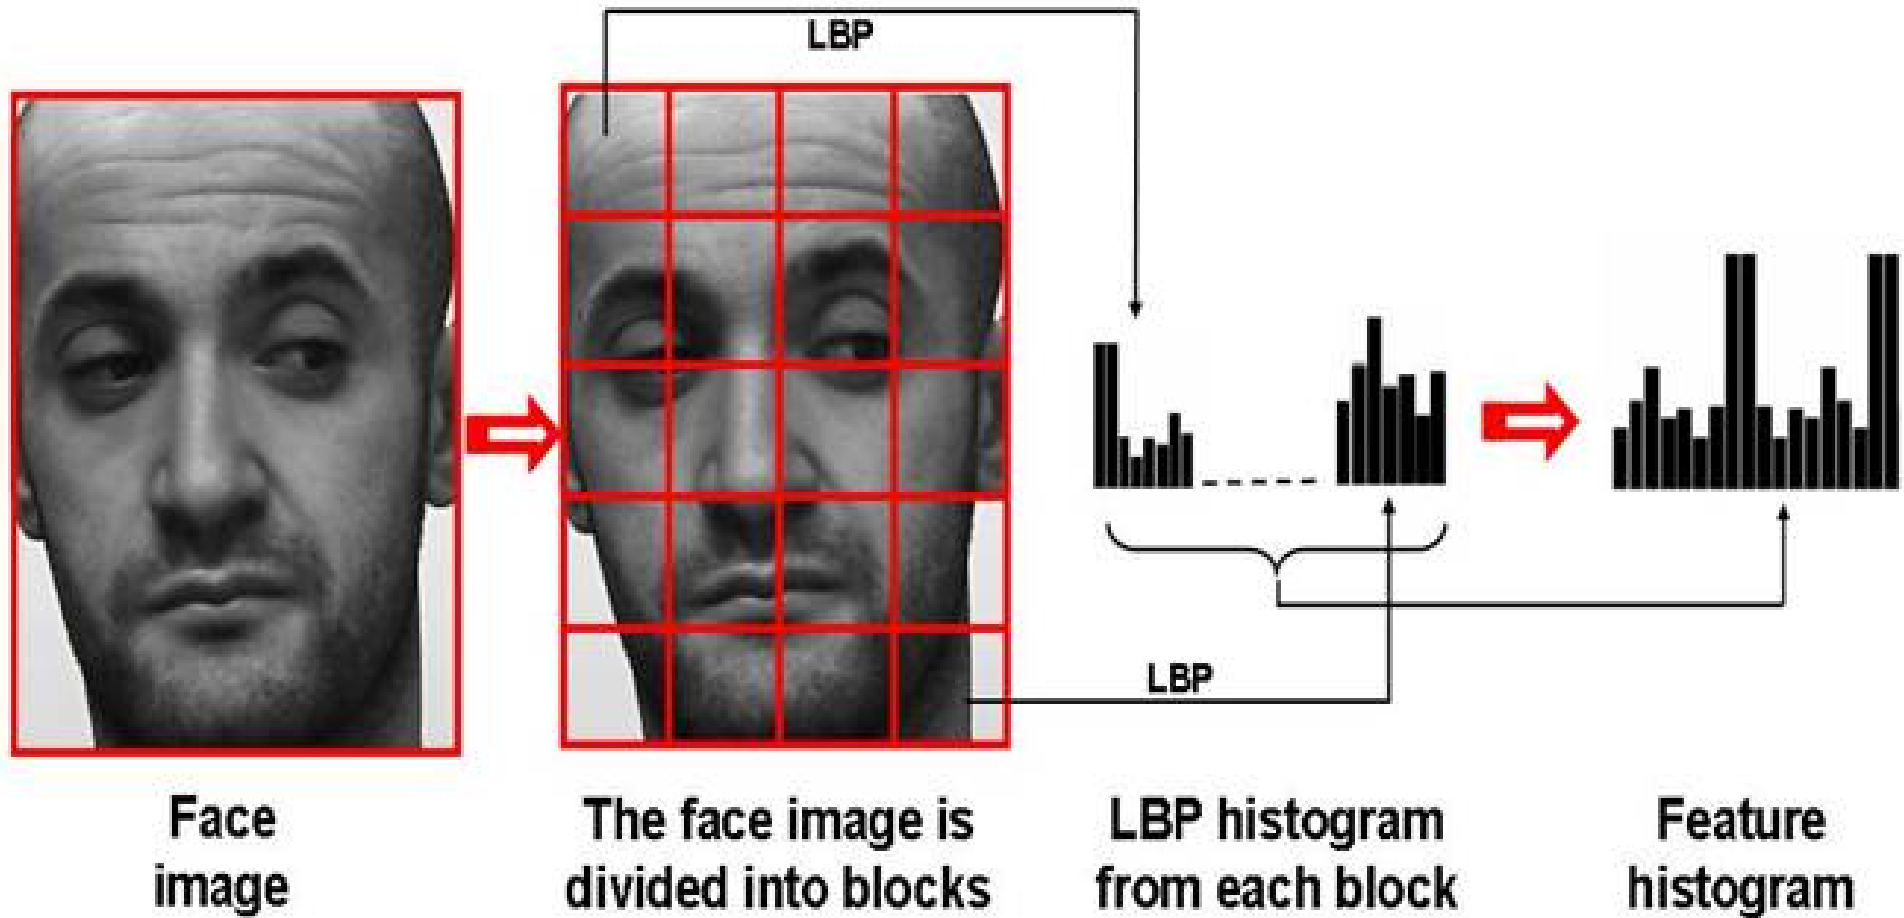 LBP
LBP
Face
image
The face image is
divided into blocks
LBP histogram
from each block
Feature
histogram